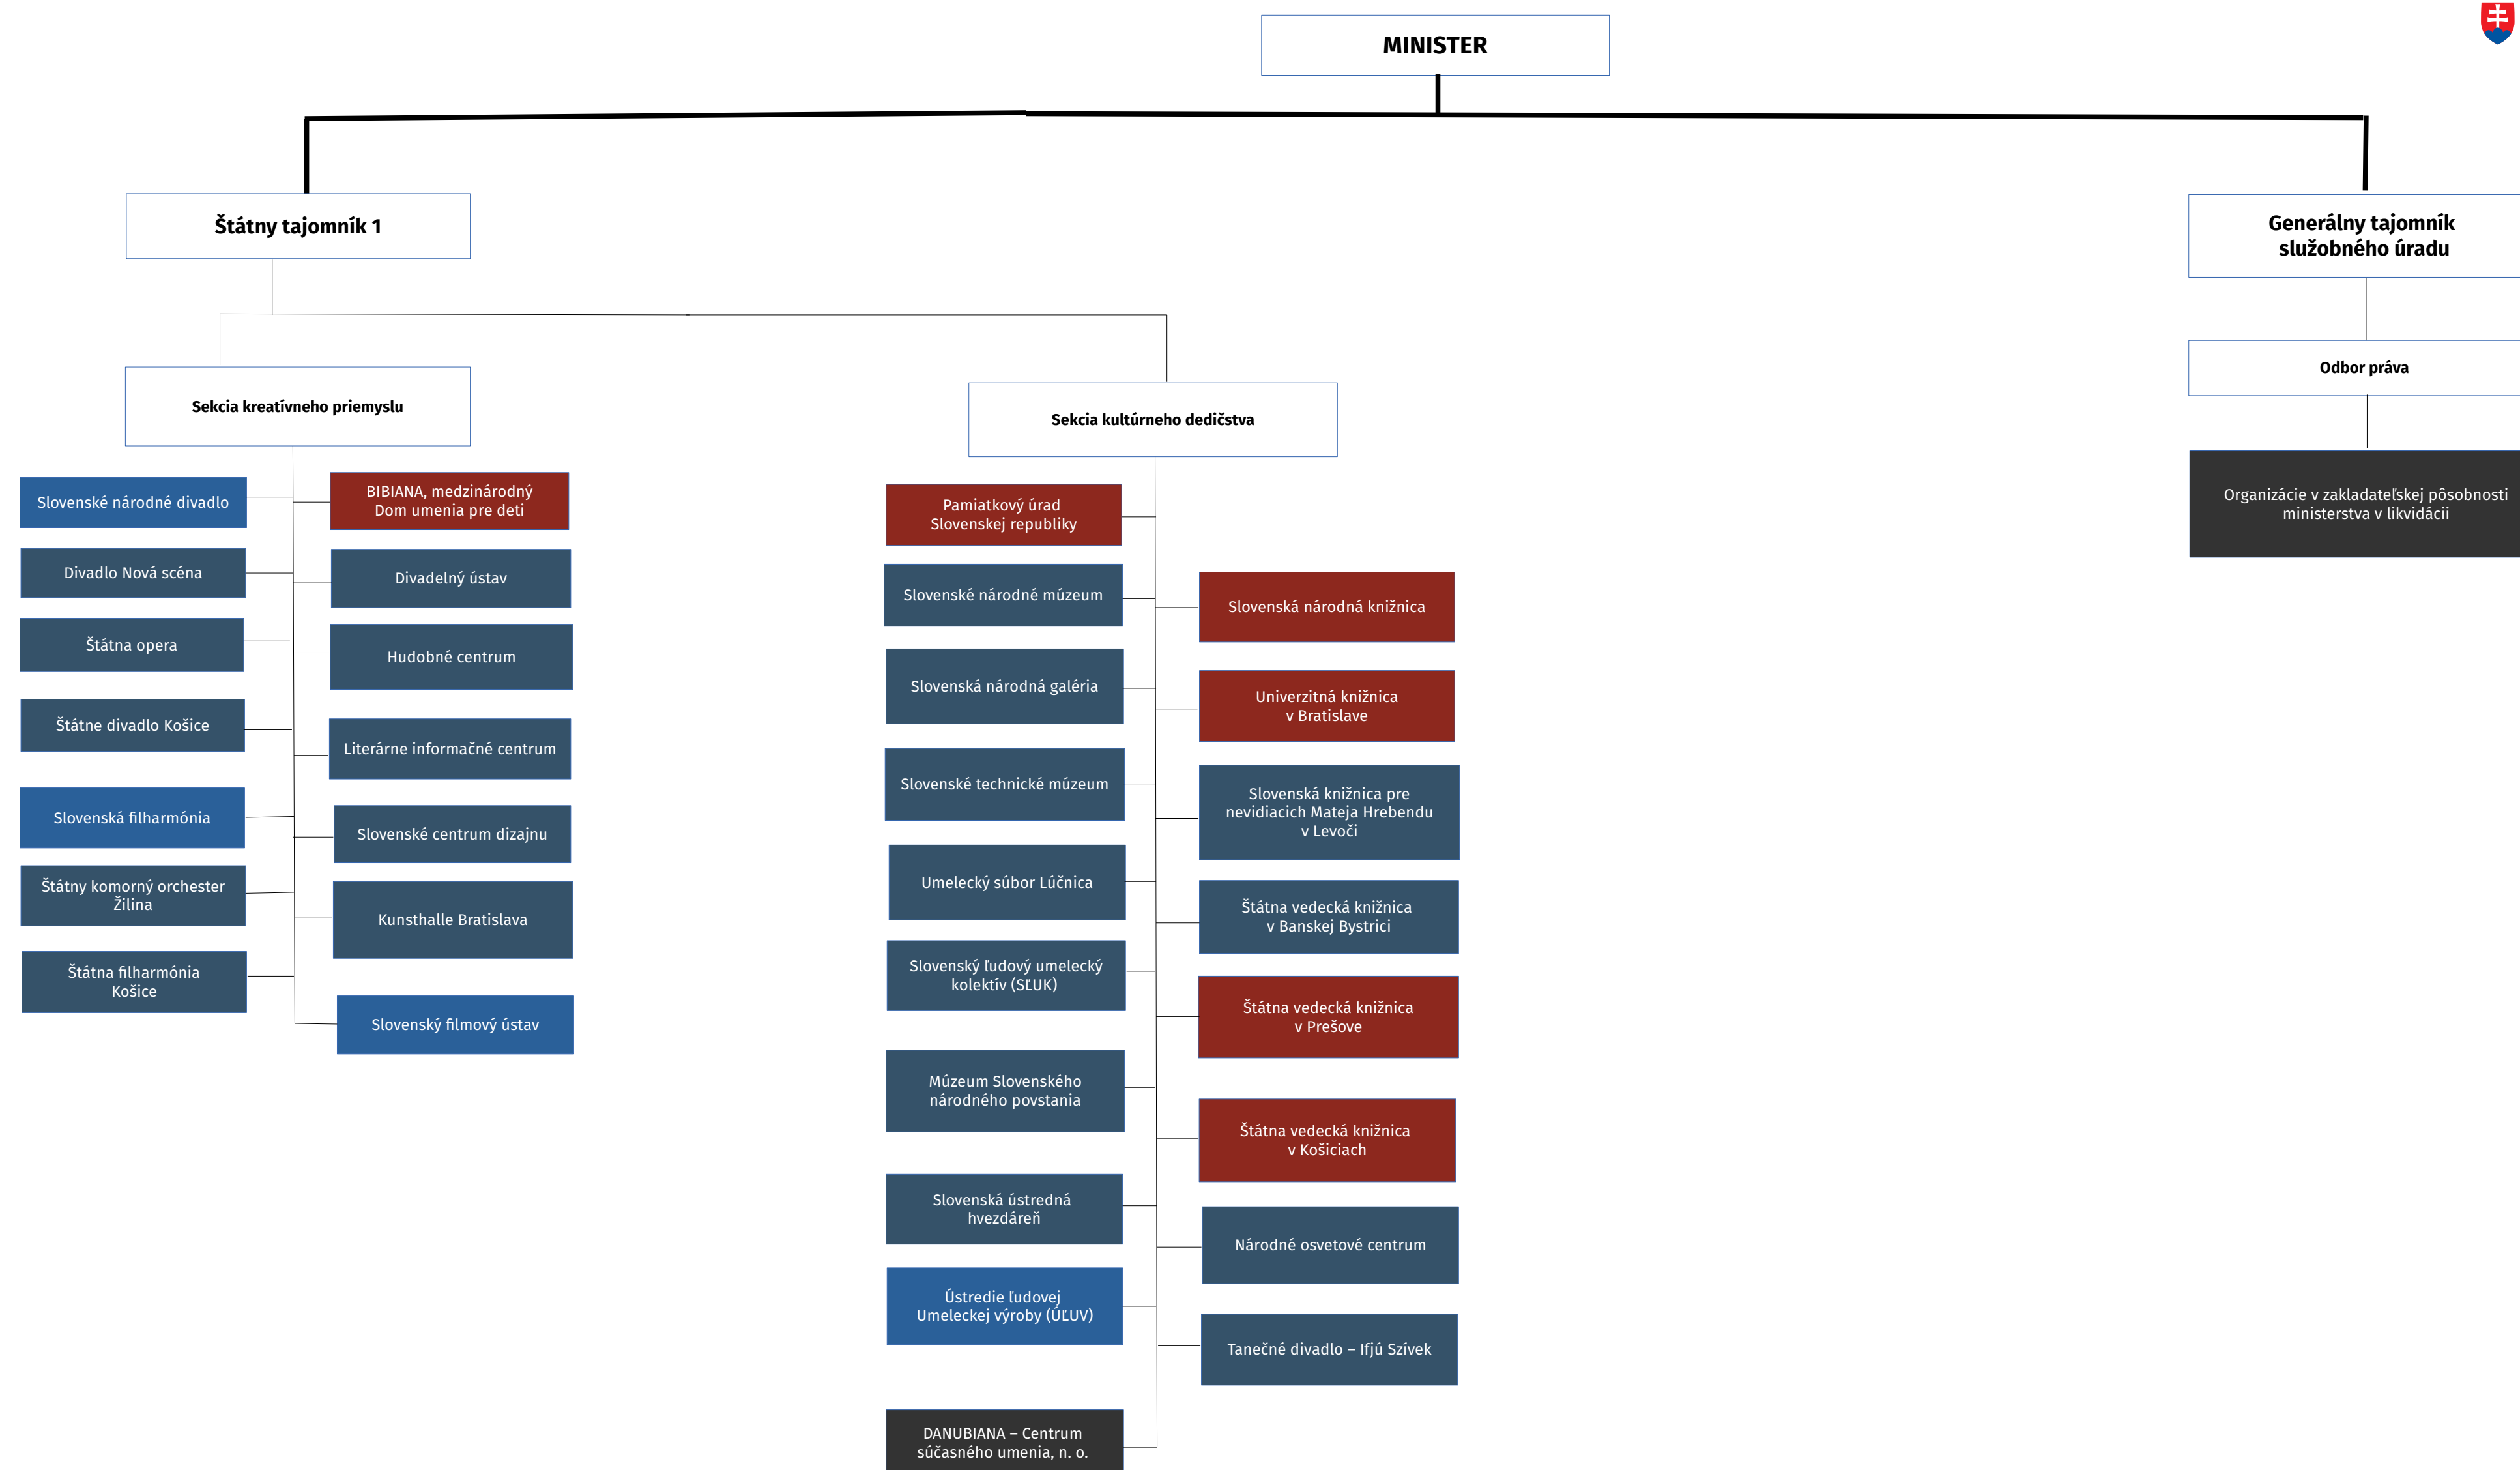 MINISTER
Štátny tajomník 1
Generálny tajomník
služobného úradu
Odbor práva
Organizácie v zakladateľskej pôsobnosti
ministerstva v likvidácii
Sekcia kreatívneho priemyslu
Slovenské národné divadlo
Divadlo Nová scéna
Štátna opera
Štátne divadlo Košice
Slovenská filharmónia
Štátny komorný orchester
Žilina
Štátna filharmónia
Košice
BIBIANA, medzinárodný
Dom umenia pre deti
Divadelný ústav
Hudobné centrum
Literárne informačné centrum
Slovenské centrum dizajnu
Kunsthalle Bratislava
Slovenský filmový ústav
Sekcia kultúrneho dedičstva
Pamiatkový úrad
Slovenskej republiky
Slovenské národné múzeum
Slovenská národná galéria
Slovenské technické múzeum
Umelecký súbor Lúčnica
Slovenský ľudový umelecký
kolektív (SĽUK)
Múzeum Slovenského
národného povstania
Slovenská ústredná
hvezdáreň
Ústredie ľudovej
Umeleckej výroby (ÚĽUV)
DANUBIANA – Centrum
súčasného umenia, n. o.
Slovenská národná knižnica
Univerzitná knižnica
v Bratislave
Slovenská knižnica pre
nevidiacich Mateja Hrebendu
v Levoči
Štátna vedecká knižnica
v Banskej Bystrici
Štátna vedecká knižnica
v Prešove
Štátna vedecká knižnica
v Košiciach
Národné osvetové centrum
Tanečné divadlo – Ifjú Szívek